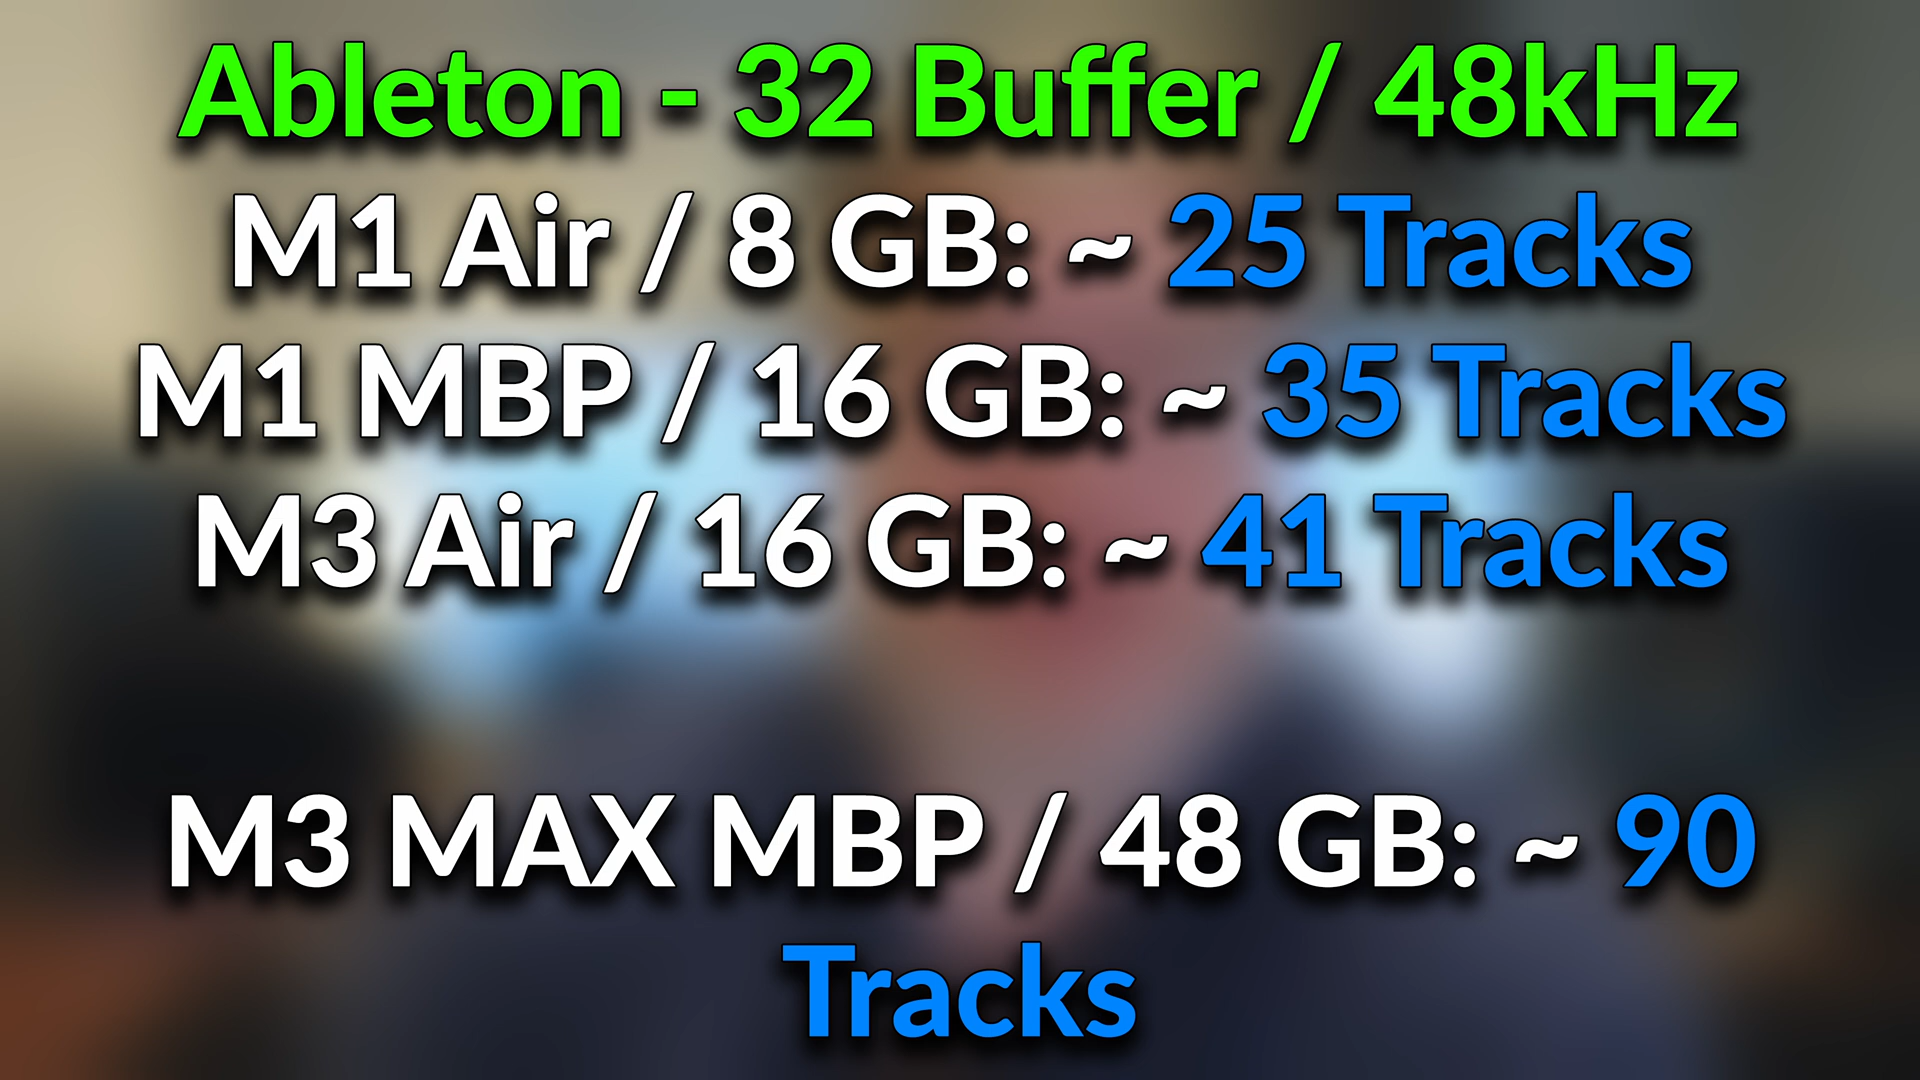 Ableton - 32 Buffer / 48kHz
M1 Air / 8 GB: ~ 25 Tracks
M1 MBP / 16 GB: ~ 35 Tracks
M3 Air / 16 GB: ~ 41 Tracks
M3 MAX MBP / 48 GB: ~ 90
Tracks